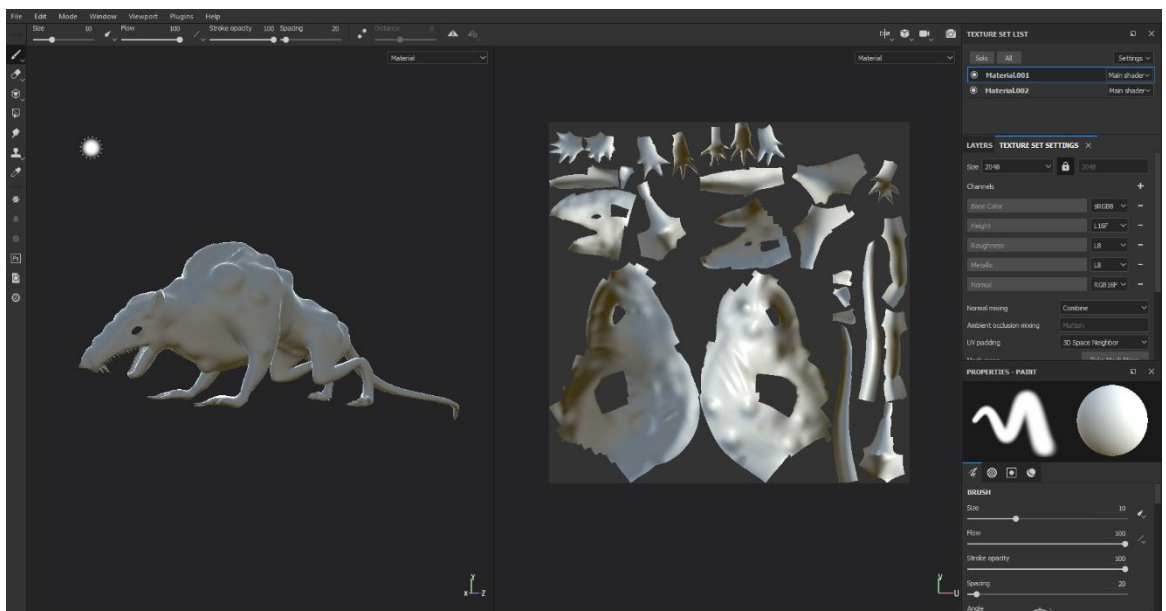 File Edit Mode Window Viewport Plugins Help
Size 10 Flow 100 Stroke opacity 100 Spacing 20 Distance 8
Material
Material
TEXTURE SET LIST
Solo All Settings
Material.001 Main shader
Material.002 Main shader
LAYERS TEXTURE SET SETTINGS
Size 2048 2048
Channels
Base Color sRGB8
Height L16F
Roughness L8
Metallic L8
Normal RGB16F
Normal mixing Combine
Ambient occlusion mixing Multiply
UV padding 3D Space Neighbor
PROPERTIES - PAINT
BRUSH
Size 10
Flow 100
Stroke opacity 100
Spacing 20
Angle
Y
X Z
V
U
Ps